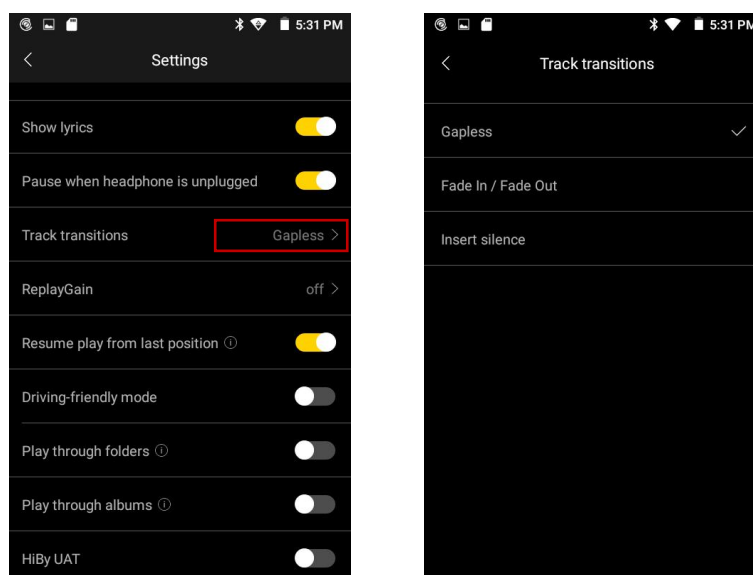 5:31 PM
Settings
Show lyrics
Pause when headphone is unplugged
Track transitions
Gapless >
ReplayGain
off >
Resume play from last position
Driving-friendly mode
Play through folders
Play through albums
HiBy UAT
5:31 PM
Track transitions
Gapless
Fade In / Fade Out
Insert silence